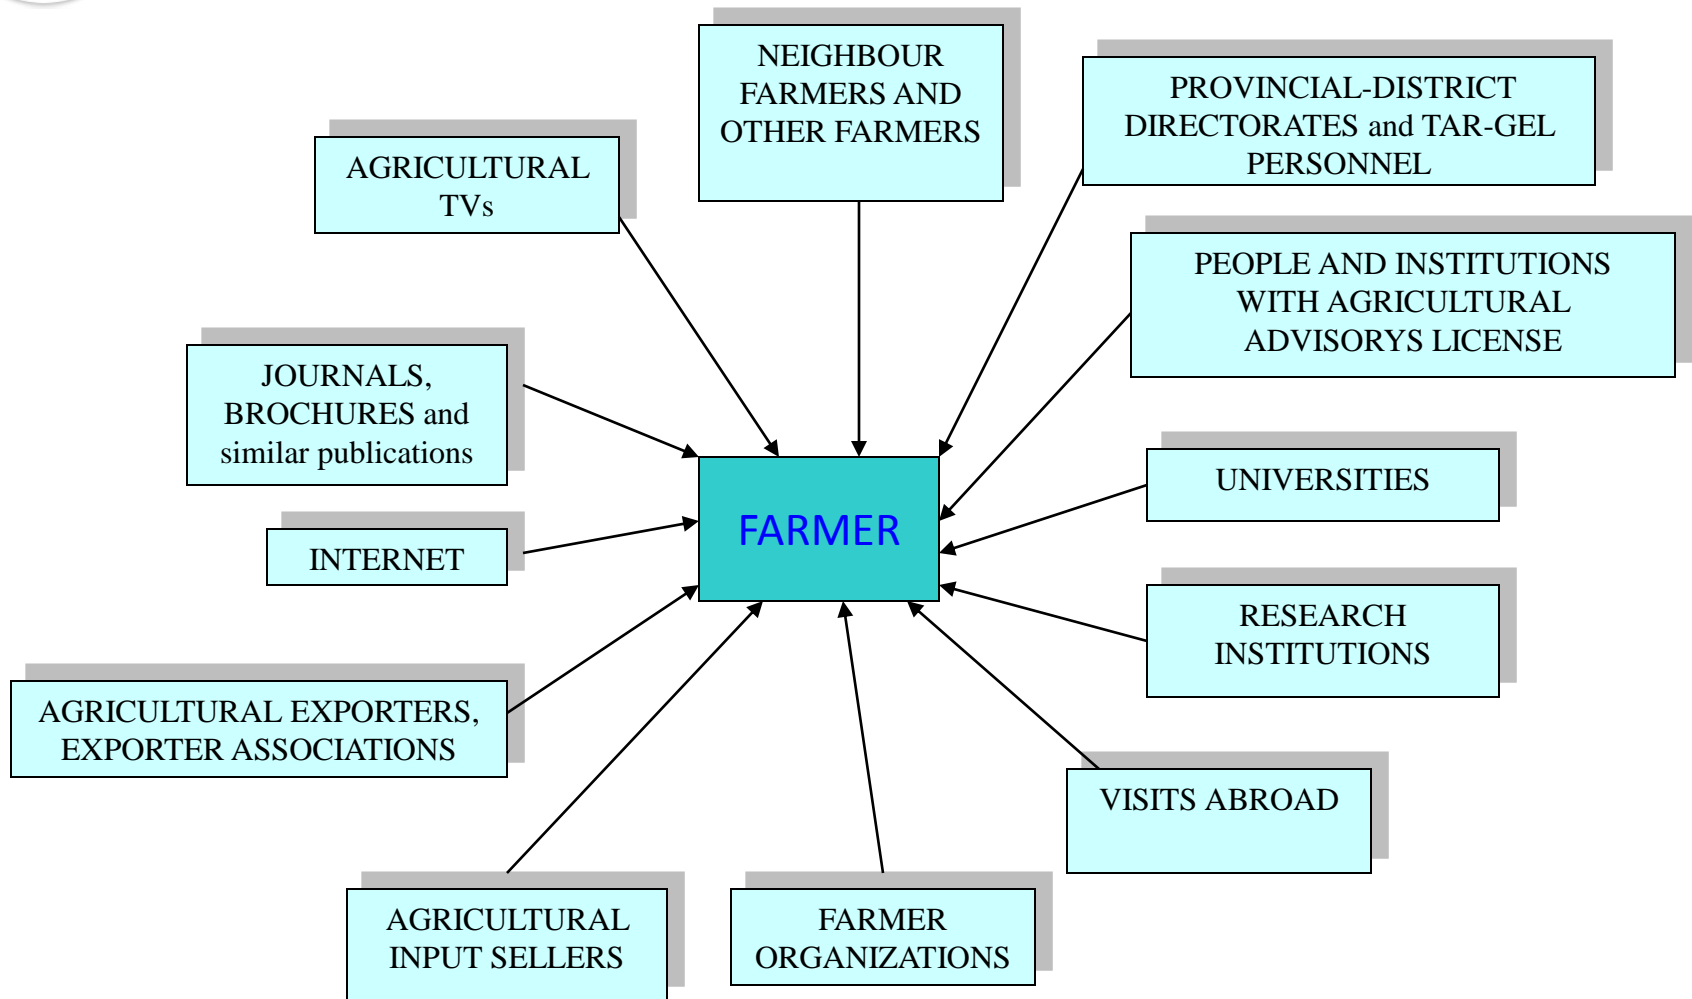 NEIGHBOUR
FARMERS AND
OTHER FARMERS
PROVINCIAL-DISTRICT
DIRECTORATES and TAR-GEL
PERSONNEL
AGRICULTURAL
TVs
PEOPLE AND INSTITUTIONS
WITH AGRICULTURAL
ADVISORYS LICENSE
JOURNALS,
BROCHURES and
similar publications
UNIVERSITIES
FARMER
INTERNET
RESEARCH
INSTITUTIONS
AGRICULTURAL EXPORTERS,
EXPORTER ASSOCIATIONS
VISITS ABROAD
AGRICULTURAL
INPUT SELLERS
FARMER
ORGANIZATIONS